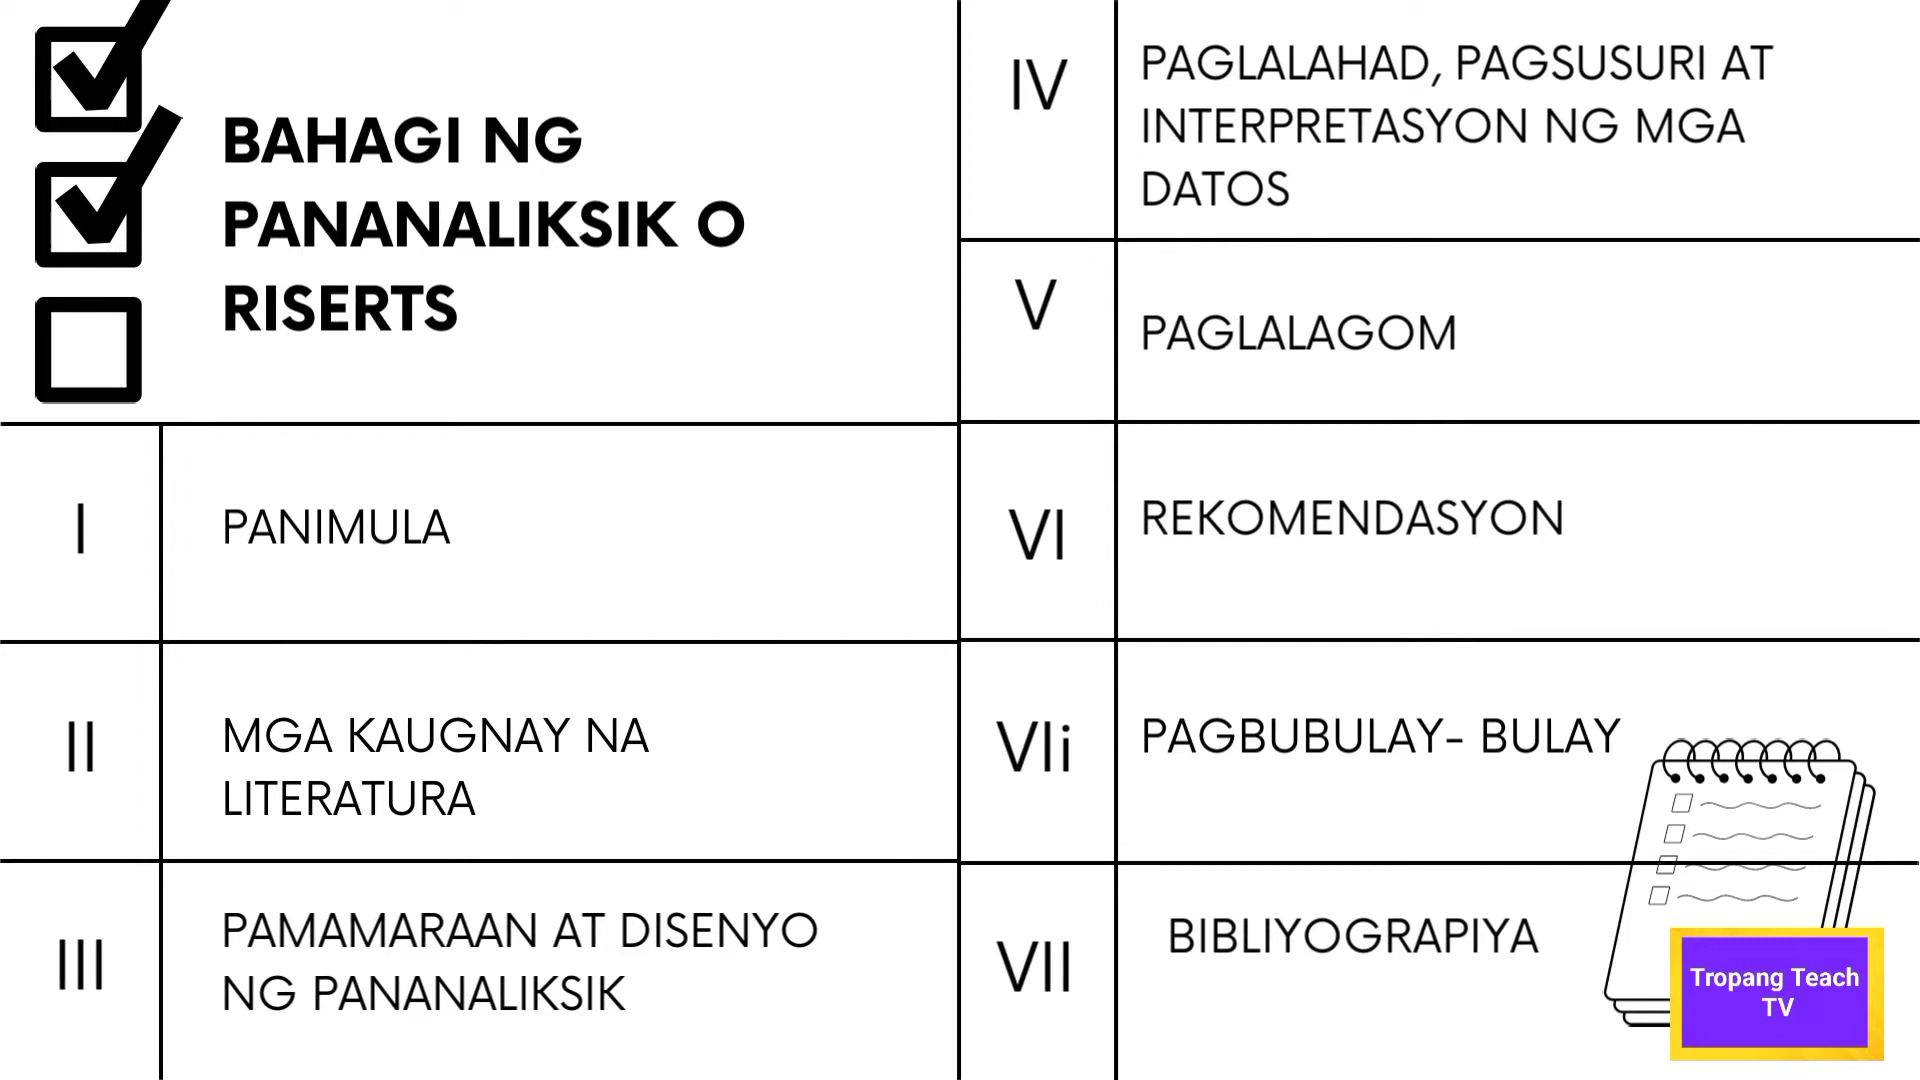 BAHAGI NG
PANANALIKSIK O
RISERTS
I
PANIMULA
II
MGA KAUGNAY NA
LITERATURA
III
PAMAMARAAN AT DISENYO
NG PANANALIKSIK
IV
PAGLALAHAD, PAGSUSURI AT
INTERPRETASYON NG MGA
DATOS
V
PAGLALAGOM
VI
REKOMENDASYON
VIi
PAGBUBULAY- BULAY
VII
BIBLIYOGRAPIYA
Tropang Teach
TV